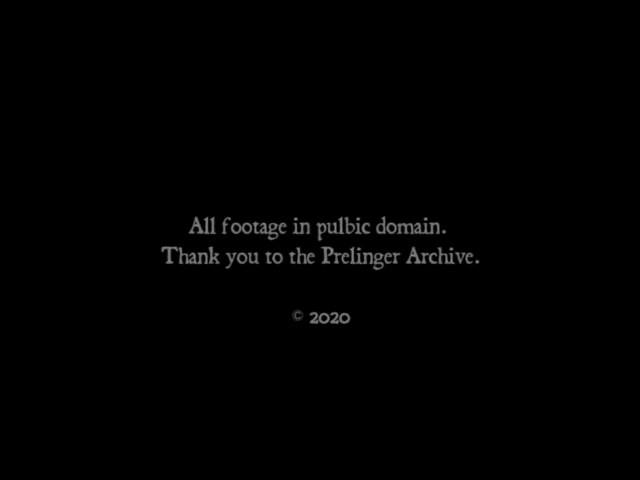 All footage in pulbic domain.
Thank you to the Prelinger Archive.
© 2020